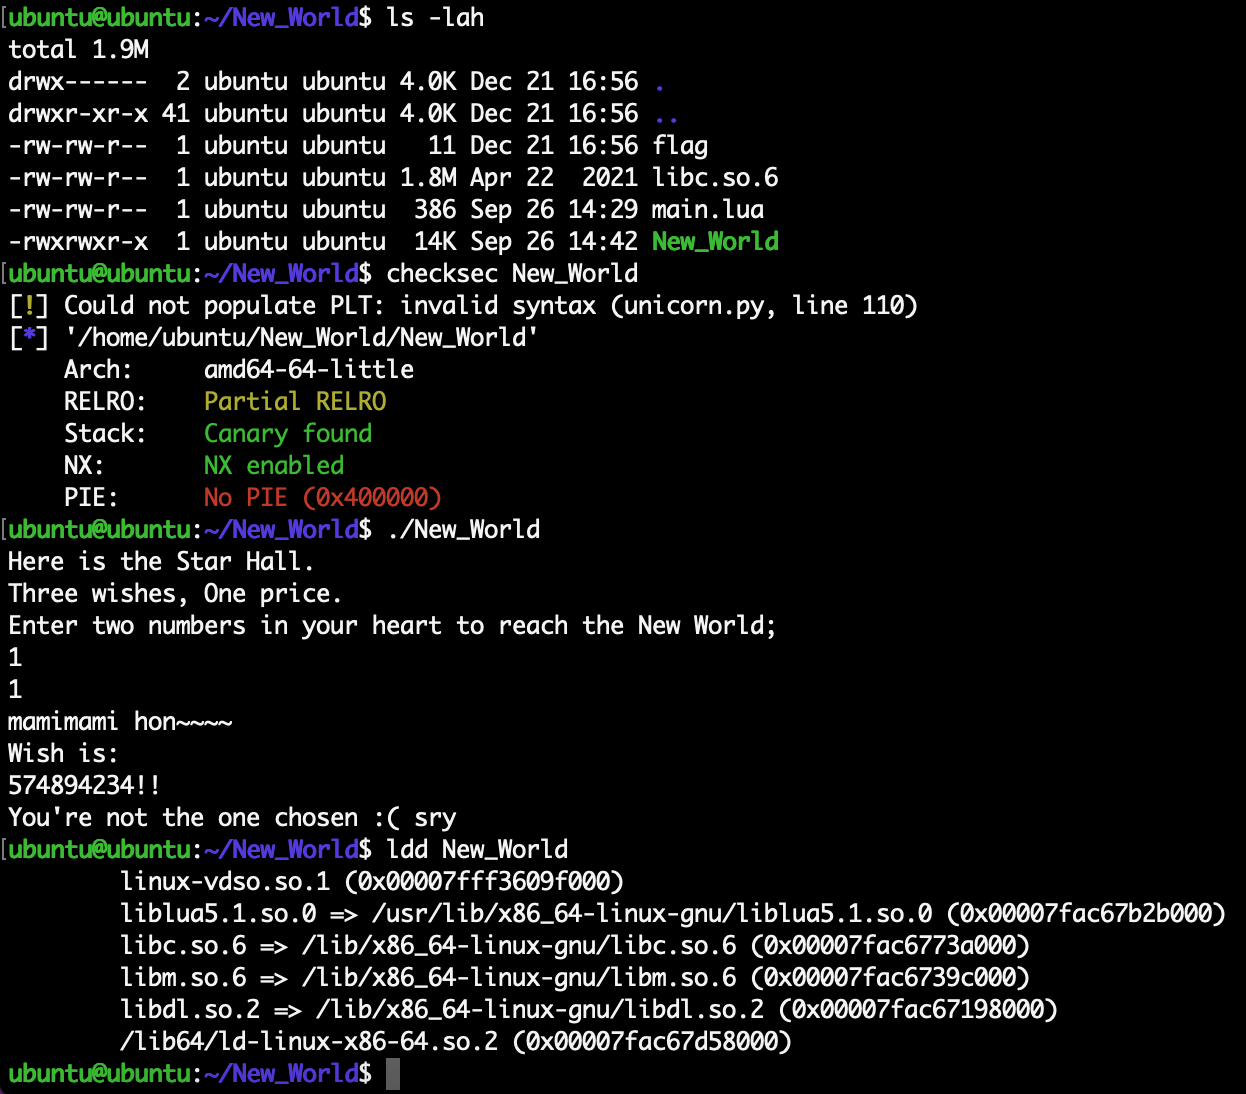 [ubuntu@ubuntu:~/New_World$ ls -lah
total 1.9M
drwx------  2 ubuntu ubuntu 4.0K Dec 21 16:56 .
drwxr-xr-x 41 ubuntu ubuntu 4.0K Dec 21 16:56 ..
-rw-rw-r--  1 ubuntu ubuntu   11 Dec 21 16:56 flag
-rw-rw-r--  1 ubuntu ubuntu 1.8M Apr 22  2021 libc.so.6
-rw-rw-r--  1 ubuntu ubuntu  386 Sep 26 14:29 main.lua
-rwxrwxr-x  1 ubuntu ubuntu  14K Sep 26 14:42 New_World
[ubuntu@ubuntu:~/New_World$ checksec New_World
[!] Could not populate PLT: invalid syntax (unicorn.py, line 110)
[*] '/home/ubuntu/New_World/New_World'
    Arch:     amd64-64-little
    RELRO:    Partial RELRO
    Stack:    Canary found
    NX:       NX enabled
    PIE:      No PIE (0x400000)
[ubuntu@ubuntu:~/New_World$ ./New_World
Here is the Star Hall.
Three wishes, One price.
Enter two numbers in your heart to reach the New World;
1
1
mamimami hon~~~~
Wish is:
574894234!!
You're not the one chosen :( sry
[ubuntu@ubuntu:~/New_World$ ldd New_World
        linux-vdso.so.1 (0x00007fff3609f000)
        liblua5.1.so.0 => /usr/lib/x86_64-linux-gnu/liblua5.1.so.0 (0x00007fac67b2b000)
        libc.so.6 => /lib/x86_64-linux-gnu/libc.so.6 (0x00007fac6773a000)
        libm.so.6 => /lib/x86_64-linux-gnu/libm.so.6 (0x00007fac6739c000)
        libdl.so.2 => /lib/x86_64-linux-gnu/libdl.so.2 (0x00007fac67198000)
        /lib64/ld-linux-x86-64.so.2 (0x00007fac67d58000)
ubuntu@ubuntu:~/New_World$